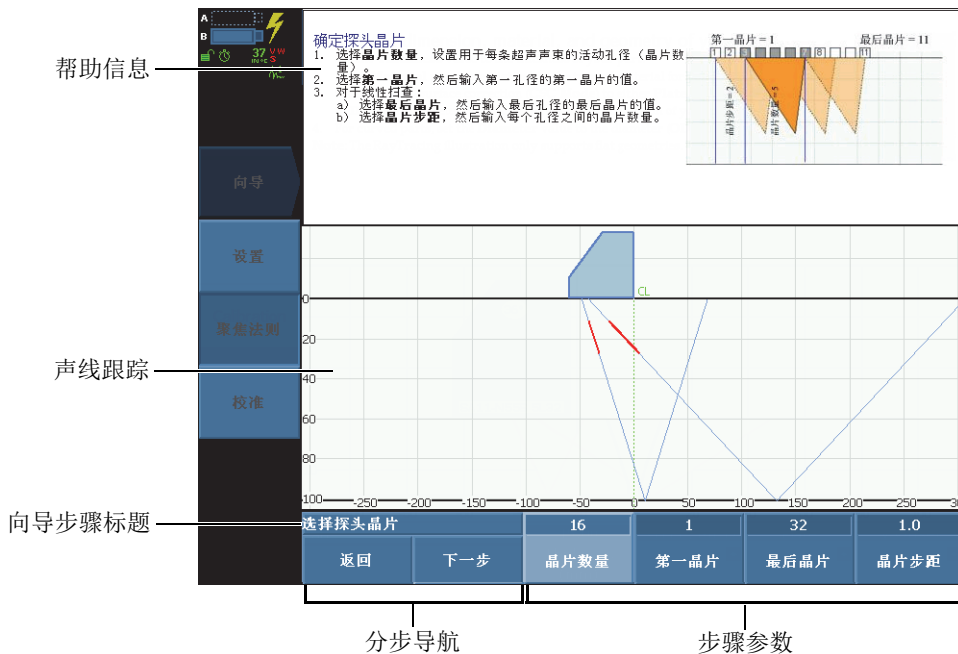 A
B
37
IN °C
VW
S
确定探头晶片
1. 选择晶片数量，设置用于每条超声声束的活动孔径（晶片数
量）。
2. 选择第一晶片，然后输入第一孔径的第一晶片的值。
3. 对于线性扫查：
a) 选择最后晶片，然后输入最后孔径的最后晶片的值。
b) 选择晶片步距，然后输入每个孔径之间的晶片数量。
第一晶片 = 1
最后晶片 = 11
1 2 3 7 8 11
晶片步距 = 2
晶片数量 = 5
帮助信息
向导
设置
聚焦法则
校准
声线跟踪
CL
0
20
40
60
80
100
-250 -200 -150 -100 -50 0 50 100 150 200 250 3
向导步骤标题
选择探头晶片 16 1 32 1.0
返回 下一步 晶片数量 第一晶片 最后晶片 晶片步距
分步导航
步骤参数